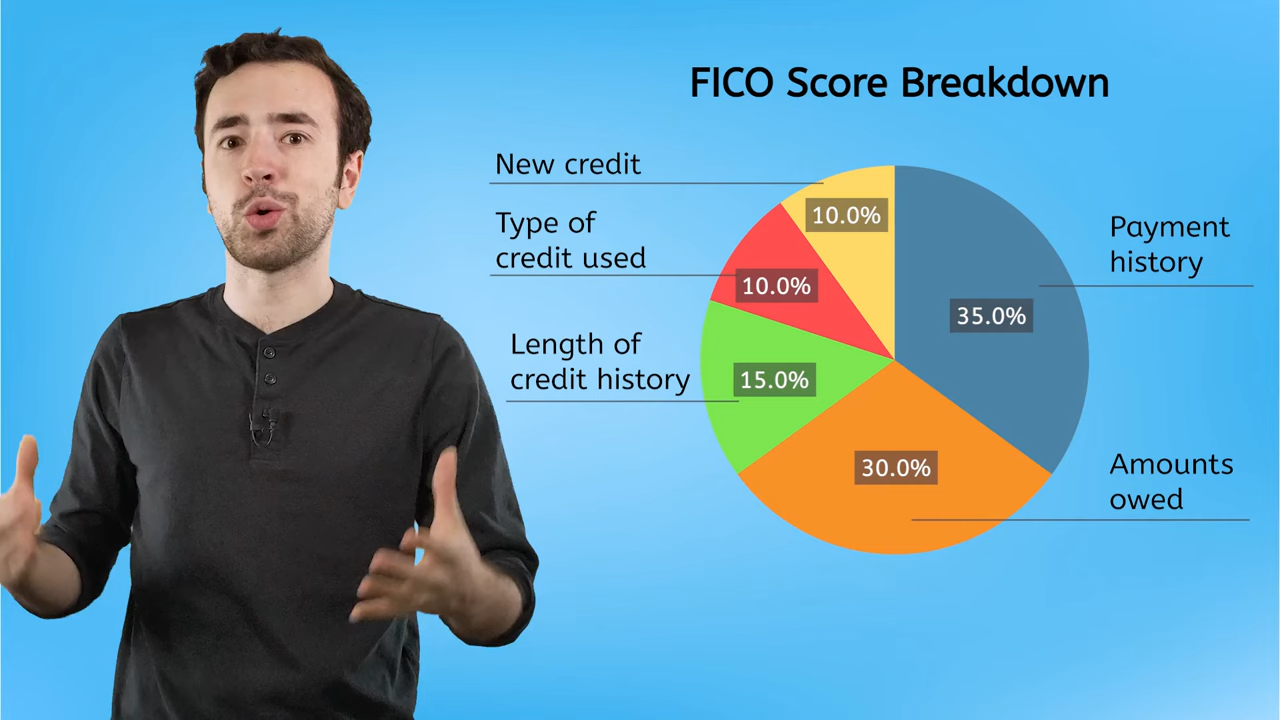 FICO Score Breakdown
New credit
10.0%
Type of
credit used
10.0%
Payment
history
35.0%
Length of
credit history
15.0%
Amounts
owed
30.0%